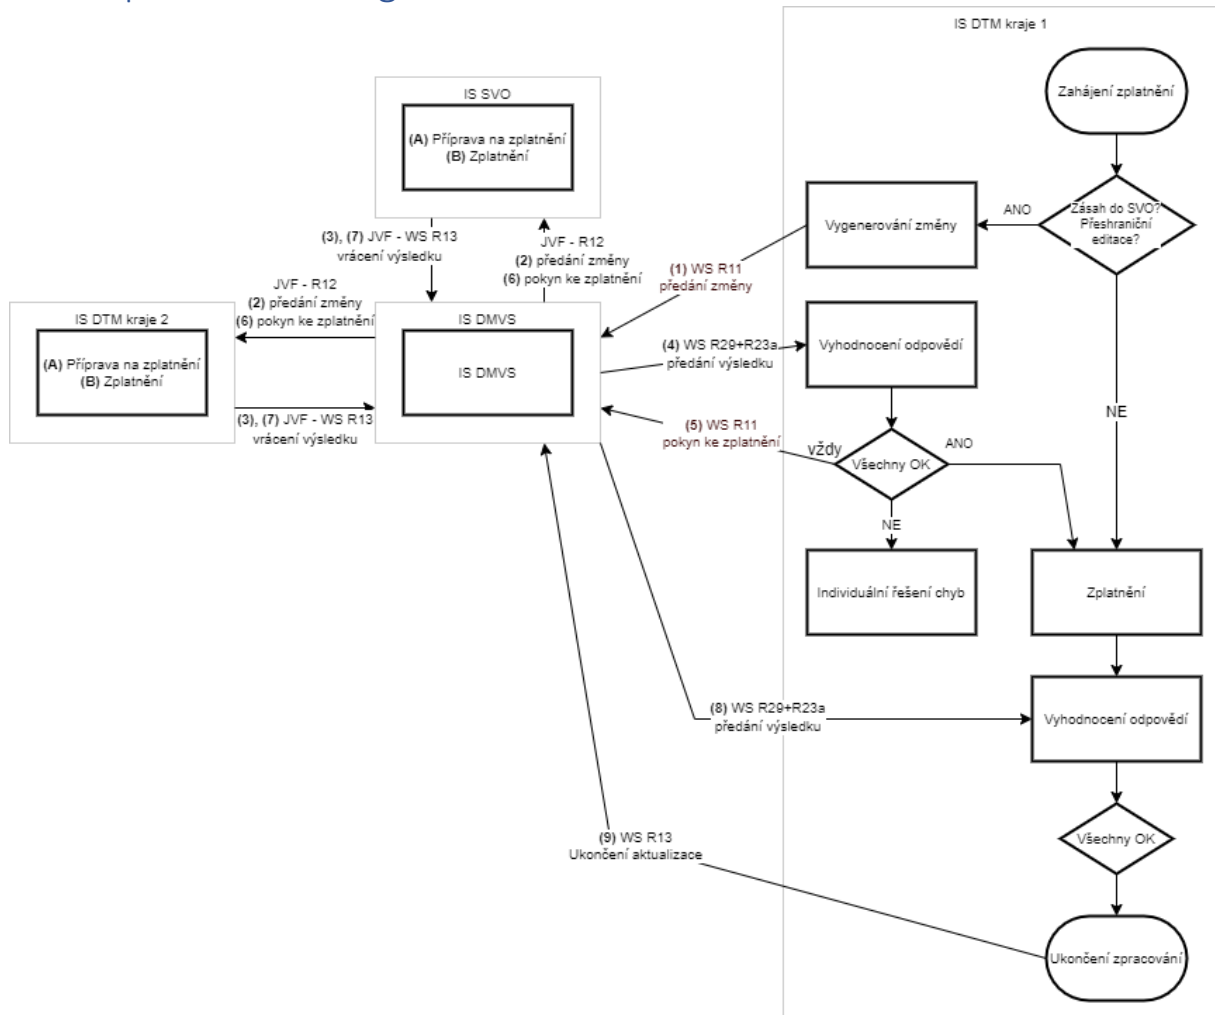 IS DTM kraje 1
Zahájení zplatnění
IS SVO
(A) Příprava na zplatnění
(B) Zplatnění
Zásah do SVO?
Přeshraniční
editace?
ANO
Vygenerování změny
(3), (7) JVF - WS R13
vrácení výsledku
JVF - R12
(2) předání změny
(6) pokyn ke zplatnění
(1) WS R11
předání změny
JVF - R12
(2) předání změny
(6) pokyn ke zplatnění
IS DTM kraje 2
(A) Příprava na zplatnění
(B) Zplatnění
IS DMVS
IS DMVS
(4) WS R29+R23a
předání výsledku
Vyhodnocení odpovědí
(3), (7) JVF - WS R13
vrácení výsledku
(5) WS R11
pokyn ke zplatnění
vždy
Všechny OK
ANO
NE
NE
Individuální řešení chyb
Zplatnění
(8) WS R29+R23a
předání výsledku
Vyhodnocení odpovědí
(9) WS R13
Ukončení aktualizace
Všechny OK
Ukončení zpracování